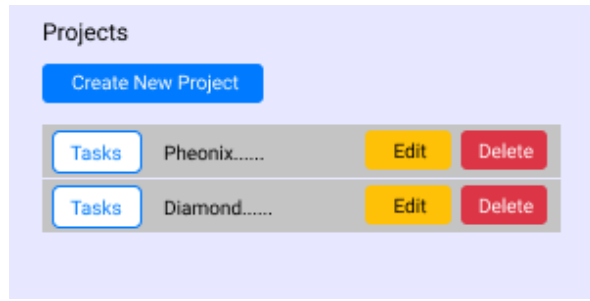 Projects
Create New Project
Tasks Pheonix...... Edit Delete
Tasks Diamond...... Edit Delete